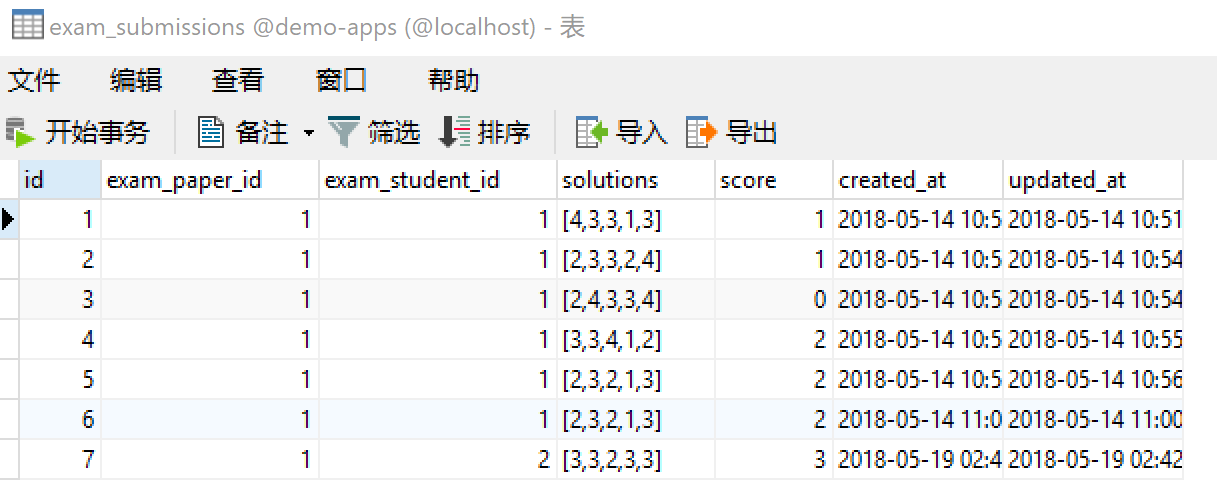 exam_submissions @demo-apps (@localhost) - 表
文件 编辑 查看 窗口 帮助
开始事务 备注 筛选 排序 导入 导出
id exam_paper_id exam_student_id solutions score created_at updated_at
1 1 1 [4,3,3,1,3] 1 2018-05-14 10:5 2018-05-14 10:51
2 1 1 [2,3,3,2,4] 1 2018-05-14 10:5 2018-05-14 10:54
3 1 1 [2,4,3,3,4] 0 2018-05-14 10:5 2018-05-14 10:54
4 1 1 [3,3,4,1,2] 2 2018-05-14 10:5 2018-05-14 10:55
5 1 1 [2,3,2,1,3] 2 2018-05-14 10:5 2018-05-14 10:56
6 1 1 [2,3,2,1,3] 2 2018-05-14 11:0 2018-05-14 11:00
7 1 2 [3,3,2,3,3] 3 2018-05-19 02:4 2018-05-19 02:42